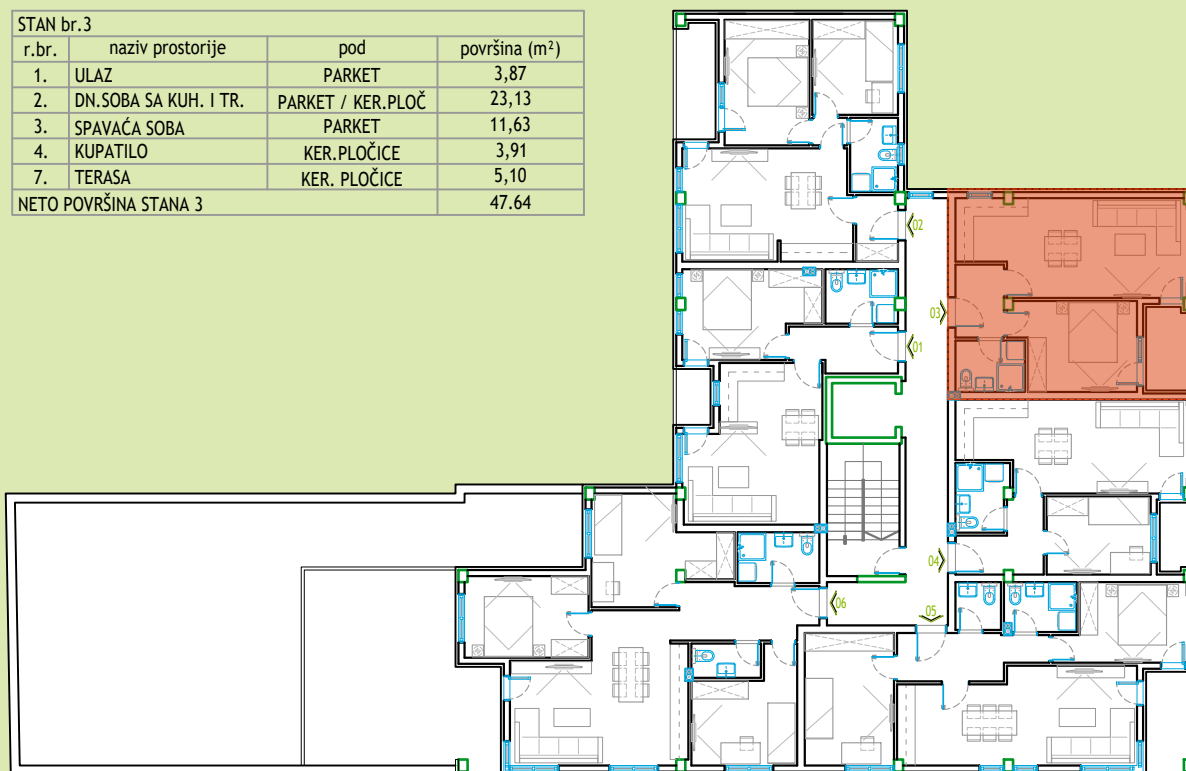 STAN br.3
r.br. naziv prostorije pod površina (m²)
1. ULAZ PARKET 3,87
2. DN.SOBA SA KUH. I TR. PARKET / KER.PLOČ 23,13
3. SPAVAĆA SOBA PARKET 11,63
4. KUPATILO KER.PLOČICE 3,91
7. TERASA KER. PLOČICE 5,10
NETO POVRŠINA STANA 3 47.64
02
03
01
04
06
05